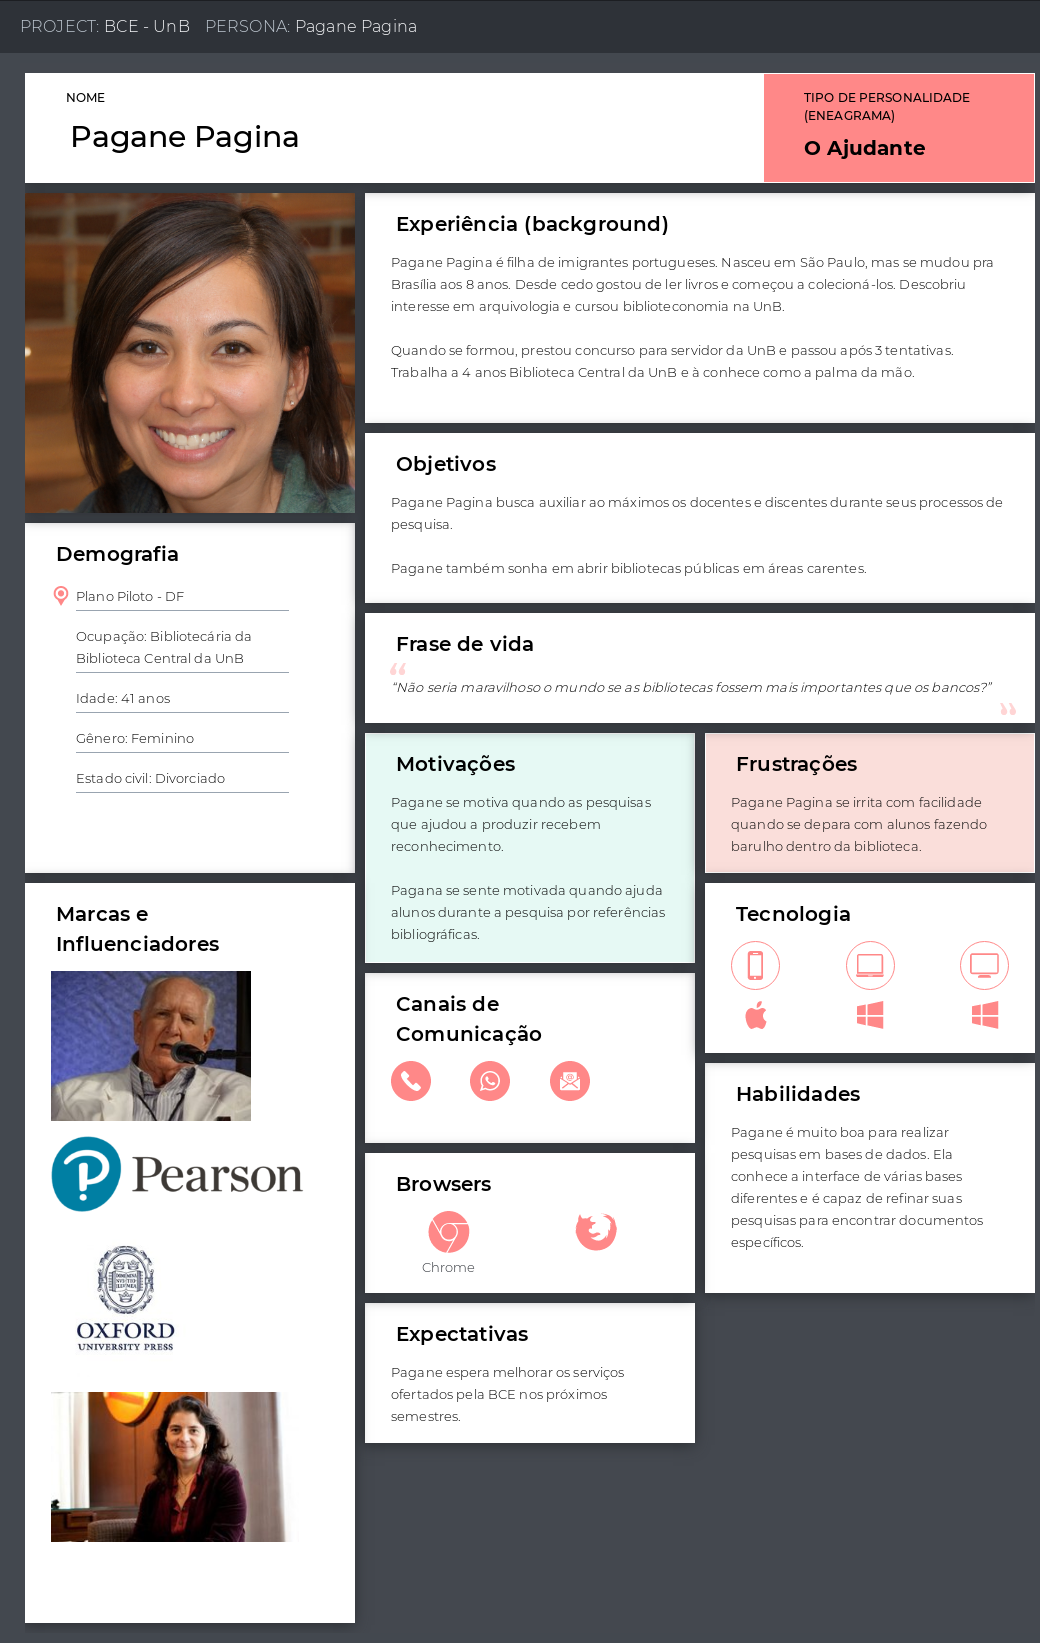 PROJECT: BCE - UnB PERSONA: Pagane Pagina
NOME
Pagane Pagina
TIPO DE PERSONALIDADE
(ENEAGRAMA)
O Ajudante
Experiência (background)
Pagane Pagina é filha de imigrantes portugueses. Nasceu em São Paulo, mas se mudou pra
Brasília aos 8 anos. Desde cedo gostou de ler livros e começou a colecioná-los. Descobriu
interesse em arquivologia e cursou biblioteconomia na UnB.
Quando se formou, prestou concurso para servidor da UnB e passou após 3 tentativas.
Trabalha a 4 anos Biblioteca Central da UnB e à conhece como a palma da mão.
Objetivos
Pagane Pagina busca auxiliar ao máximos os docentes e discentes durante seus processos de
pesquisa.
Pagane também sonha em abrir bibliotecas públicas em áreas carentes.
Frase de vida
“Não seria maravilhoso o mundo se as bibliotecas fossem mais importantes que os bancos?”
Demografia
Plano Piloto - DF
Ocupação: Bibliotecária da
Biblioteca Central da UnB
Idade: 41 anos
Gênero: Feminino
Estado civil: Divorciado
Motivações
Pagane se motiva quando as pesquisas
que ajudou a produzir recebem
reconhecimento.
Pagana se sente motivada quando ajuda
alunos durante a pesquisa por referências
bibliográficas.
Frustrações
Pagane Pagina se irrita com facilidade
quando se depara com alunos fazendo
barulho dentro da biblioteca.
Marcas e
Influenciadores
Pearson
OXFORD
UNIVERSITY PRESS
Canais de
Comunicação
Tecnologia
Browsers
Chrome
Habilidades
Pagane é muito boa para realizar
pesquisas em bases de dados. Ela
conhece a interface de várias bases
diferentes e é capaz de refinar suas
pesquisas para encontrar documentos
específicos.
Expectativas
Pagane espera melhorar os serviços
ofertados pela BCE nos próximos
semestres.